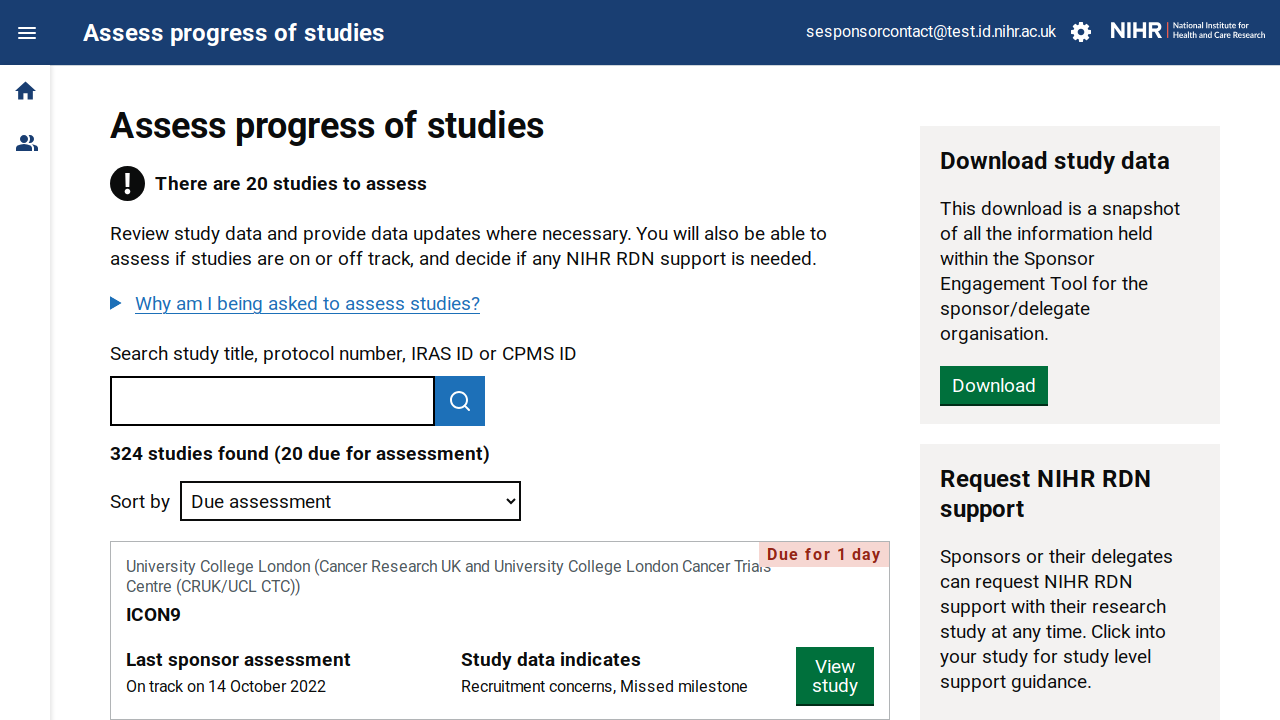 Assess progress of studies
sesponsorcontact@test.id.nihr.ac.uk
NIHR
National Institute for
Health and Care Research
Assess progress of studies
There are 20 studies to assess
Review study data and provide data updates where necessary. You will also be able to
assess if studies are on or off track, and decide if any NIHR RDN support is needed.
Why am I being asked to assess studies?
Search study title, protocol number, IRAS ID or CPMS ID
324 studies found (20 due for assessment)
Sort by
Due assessment
Due for 1 day
University College London (Cancer Research UK and University College London Cancer Trials
Centre (CRUK/UCL CTC))
ICON9
Last sponsor assessment
On track on 14 October 2022
Study data indicates
Recruitment concerns, Missed milestone
View
study
Download study data
This download is a snapshot
of all the information held
within the Sponsor
Engagement Tool for the
sponsor/delegate
organisation.
Download
Request NIHR RDN
support
Sponsors or their delegates
can request NIHR RDN
support with their research
study at any time. Click into
your study for study level
support guidance.